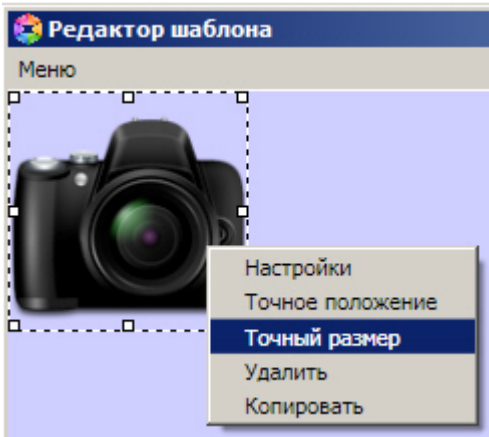 Редактор шаблона
Меню
Настройки
Точное положение
Точный размер
Удалить
Копировать